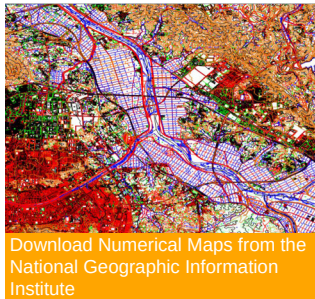 Download Numerical Maps from the
National Geographic Information
Institute